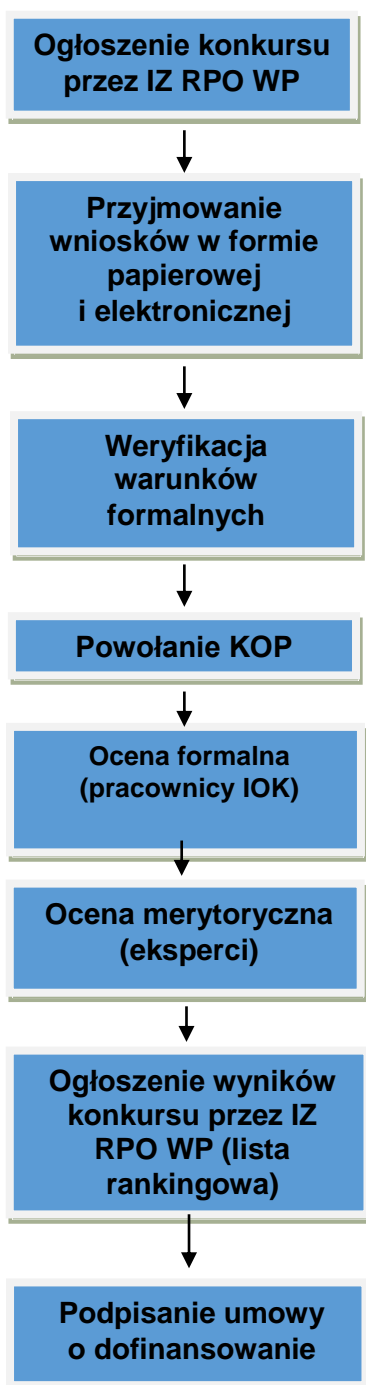 Ogłoszenie konkursu
przez IZ RPO WP
Przyjmowanie
wniosków w formie
papierowej
i elektronicznej
Weryfikacja
warunków
formalnych
Powołanie KOP
Ocena formalna
(pracownicy IOK)
Ocena merytoryczna
(eksperci)
Ogłoszenie wyników
konkursu przez IZ
RPO WP (lista
rankingowa)
Podpisanie umowy
o dofinansowanie